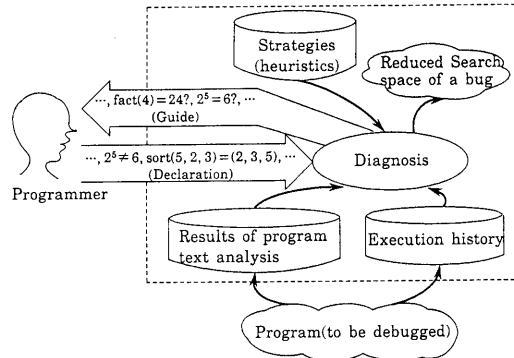 Strategies
(heuristics)
Reduced Search
space of a bug
..., fact(4)=24?, 2⁵=6?, ...
(Guide)
..., 2⁵≠6, sort(5, 2, 3)=(2, 3, 5), ...
(Declaration)
Diagnosis
Programmer
Results of program
text analysis
Execution history
Program(to be debugged)